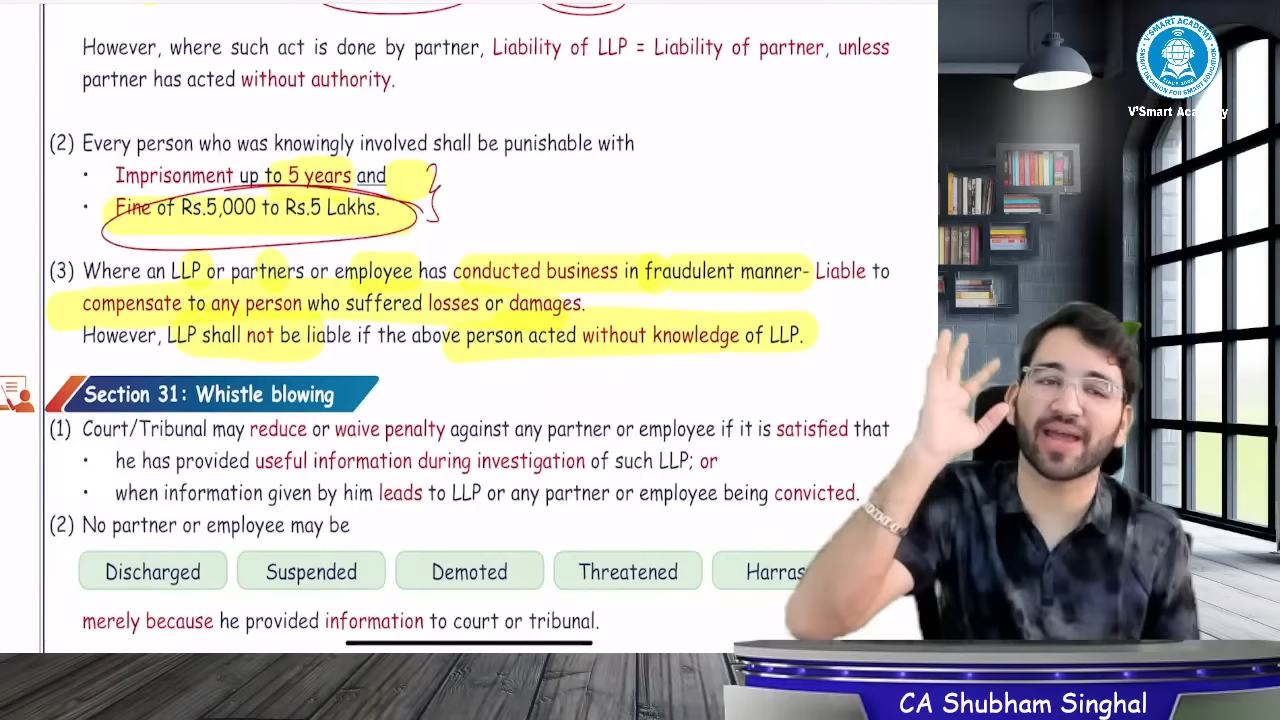 However, where such act is done by partner, Liability of LLP = Liability of partner, unless
partner has acted without authority.
(2) Every person who was knowingly involved shall be punishable with
• Imprisonment up to 5 years and
• Fine of Rs.5,000 to Rs.5 Lakhs.
(3) Where an LLP or partners or employee has conducted business in fraudulent manner- Liable to
compensate to any person who suffered losses or damages.
However, LLP shall not be liable if the above person acted without knowledge of LLP.
Section 31: Whistle blowing
(1) Court/Tribunal may reduce or waive penalty against any partner or employee if it is satisfied that
• he has provided useful information during investigation of such LLP; or
• when information given by him leads to LLP or any partner or employee being convicted.
(2) No partner or employee may be
Discharged Suspended Demoted Threatened Harras
merely because he provided information to court or tribunal.
V'SMART ACADEMY
SMART DECISION FOR SMART EDUCATION
V'Smart Academy
CA Shubham Singhal